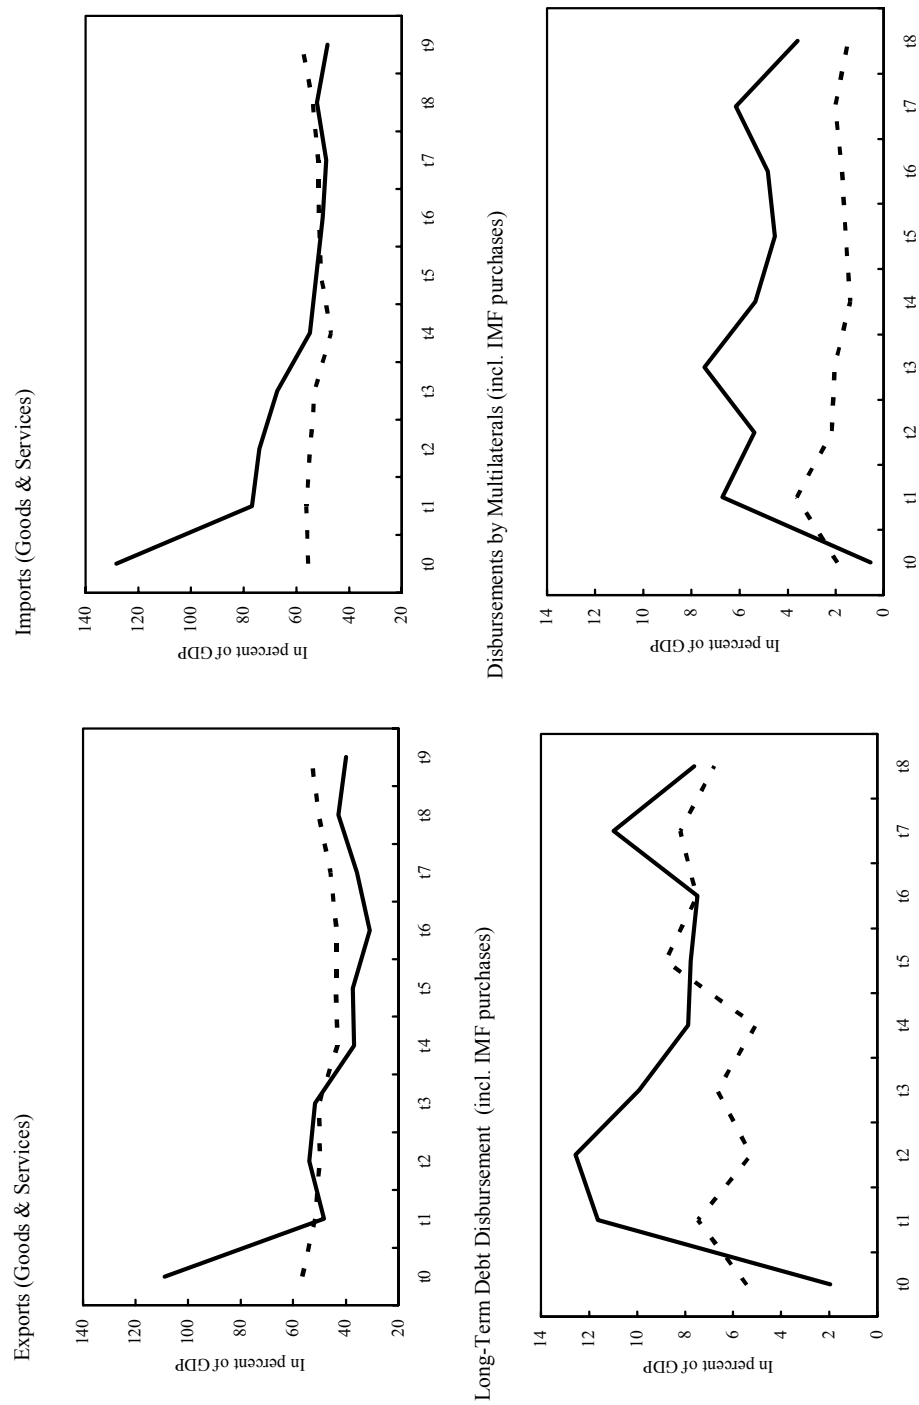 Exports (Goods & Services)
In percent of GDP
140
120
100
80
60
40
20
t0 t1 t2 t3 t4 t5 t6 t7 t8 t9
Imports (Goods & Services)
In percent of GDP
140
120
100
80
60
40
20
t0 t1 t2 t3 t4 t5 t6 t7 t8 t9
Long-Term Debt Disbursement (incl. IMF purchases)
In percent of GDP
14
12
10
8
6
4
2
0
t0 t1 t2 t3 t4 t5 t6 t7 t8
Disbursements by Multilaterals (incl. IMF purchases)
In percent of GDP
14
12
10
8
6
4
2
0
t0 t1 t2 t3 t4 t5 t6 t7 t8